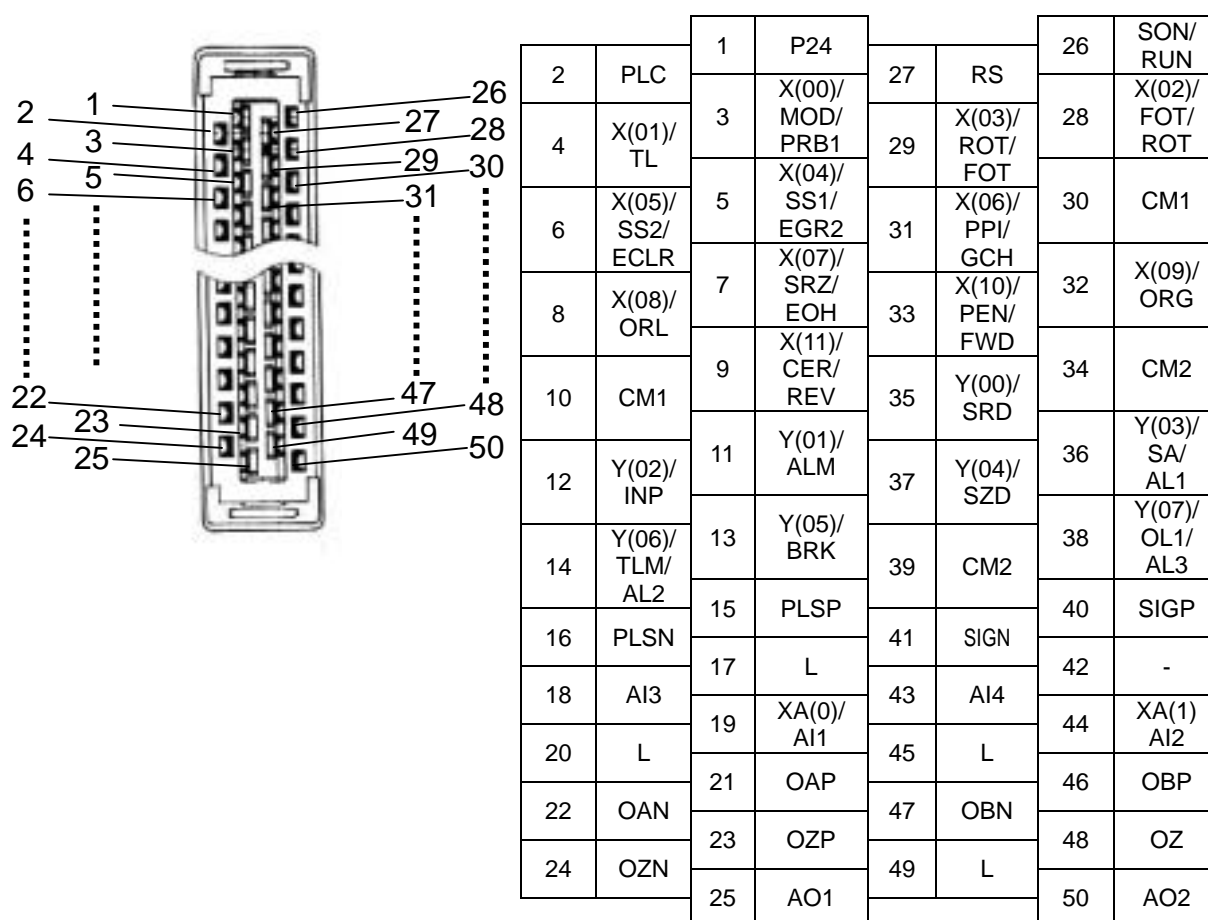 1
2
3
4
5
6
22
23
24
25
26
27
28
29
30
31
47
48
49
50
2 PLC
4 X(01)/
TL
6 X(05)/
SS2/
ECLR
8 X(08)/
ORL
10 CM1
12 Y(02)/
INP
14 Y(06)/
TLM/
AL2
16 PLSN
18 AI3
20 L
22 OAN
24 OZN
1 P24
3 X(00)/
MOD/
PRB1
5 X(04)/
SS1/
EGR2
7 X(07)/
SRZ/
EOH
9 X(11)/
CER/
REV
11 Y(01)/
ALM
13 Y(05)/
BRK
15 PLSP
17 L
19 XA(0)/
AI1
21 OAP
23 OZP
25 AO1
27 RS
29 X(03)/
ROT/
FOT
31 X(06)/
PPI/
GCH
33 X(10)/
PEN/
FWD
35 Y(00)/
SRD
37 Y(04)/
SZD
39 CM2
41 SIGN
43 AI4
45 L
47 OBN
49 L
26 SON/
RUN
28 X(02)/
FOT/
ROT
30 CM1
32 X(09)/
ORG
34 CM2
36 Y(03)/
SA/
AL1
38 Y(07)/
OL1/
AL3
40 SIGP
42 -
44 XA(1)
AI2
46 OBP
48 OZ
50 AO2